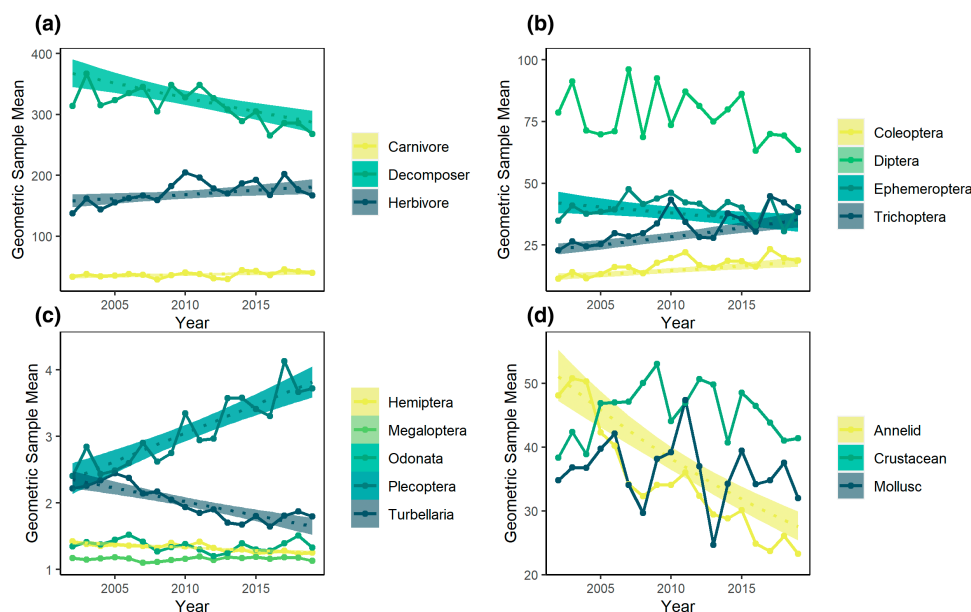 (a)
Geometric Sample Mean
400
300
200
100
2005
2010
2015
Year
Carnivore
Decomposer
Herbivore
(b)
Geometric Sample Mean
100
75
50
25
2005
2010
2015
Year
Coleoptera
Diptera
Ephemeroptera
Trichoptera
(c)
Geometric Sample Mean
4
3
2
1
2005
2010
2015
Year
Hemiptera
Megaloptera
Odonata
Plecoptera
Turbellaria
(d)
Geometric Sample Mean
50
40
30
20
2005
2010
2015
Year
Annelid
Crustacean
Mollusc